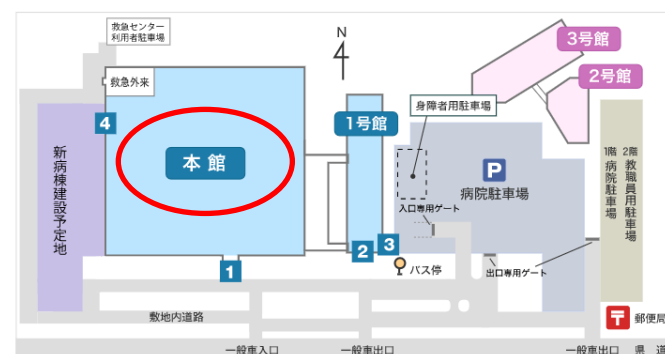 救急センター
利用者駐車場
N
3号館
2号館
救急外来
身障者用駐車場
4
1号館
本館
新病棟建設予定地
P
病院駐車場
入口専用ゲート
1階 病院駐車場
2階 教職員用駐車場
2
3
1
バス停
出口専用ゲート
敷地内道路
〒 郵便局
一般車入口
一般車出口
一般車出口
県 道